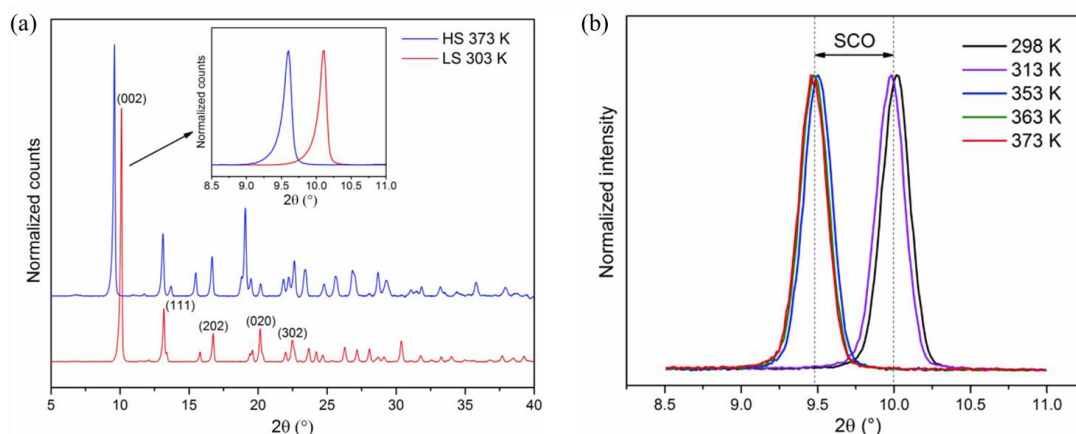 (a)
HS 373 K
LS 303 K
(002)
Normalized counts
8.5 9.0 9.5 10.0 10.5 11.0
2θ (°)
(111)
(202)
(020)
(302)
Normalized counts
5 10 15 20 25 30 35 40
2θ (°)
(b)
SCO
298 K
313 K
353 K
363 K
373 K
Normalized intensity
8.5 9.0 9.5 10.0 10.5 11.0
2θ (°)